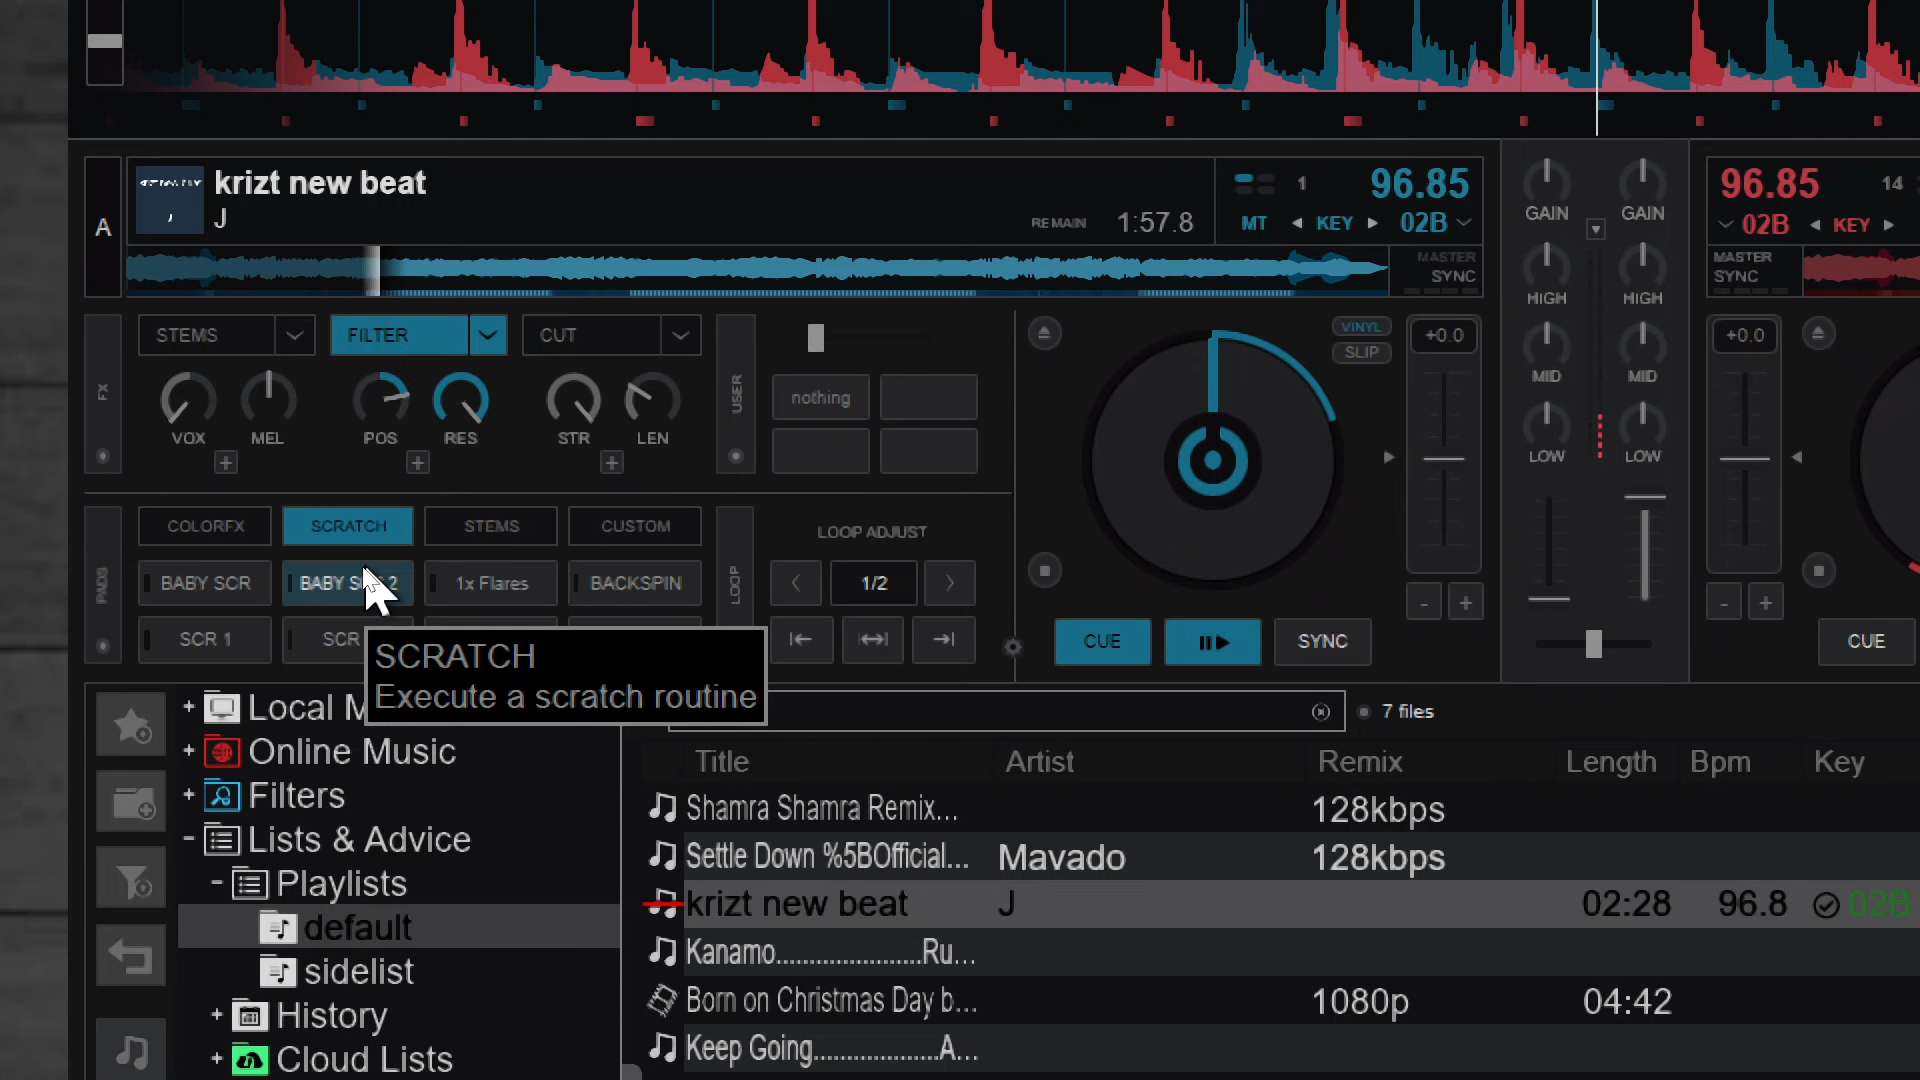 krizt new beat
J
A
REMAIN 1:57.8
1 96.85
MT KEY 02B
MASTER
SYNC
GAIN GAIN
HIGH HIGH
MID MID
LOW LOW
96.85 14
02B KEY
MASTER
SYNC
FX
STEMS FILTER CUT
VOX MEL POS RES STR LEN
USER
nothing
VINYL
SLIP
+0.0
+0.0
PADS
COLORFX SCRATCH STEMS CUSTOM
BABY SCR BABY 2 1x Flares BACKSPIN
SCR 1 SCR
LOOP
LOOP ADJUST
1/2
CUE SYNC
- +
- +
CUE
SCRATCH
Execute a scratch routine
Local M
Online Music
Filters
Lists & Advice
Playlists
default
sidelist
History
Cloud Lists
7 files
Title Artist Remix Length Bpm Key
Shamra Shamra Remix... 128kbps
Settle Down %5BOfficial... Mavado 128kbps
krizt new beat J 02:28 96.8 02B
Kanamo......................Ru...
Born on Christmas Day b... 1080p 04:42
Keep Going....................A...